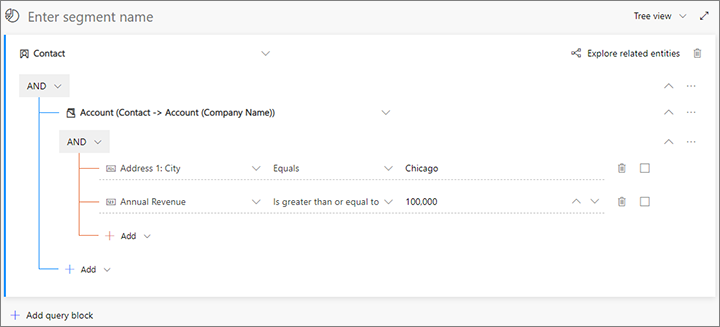 Enter segment name Tree view
Contact Explore related entities
AND
Account (Contact -> Account (Company Name))
AND
Address 1: City Equals Chicago
Annual Revenue Is greater than or equal to 100,000
Add
Add
Add query block